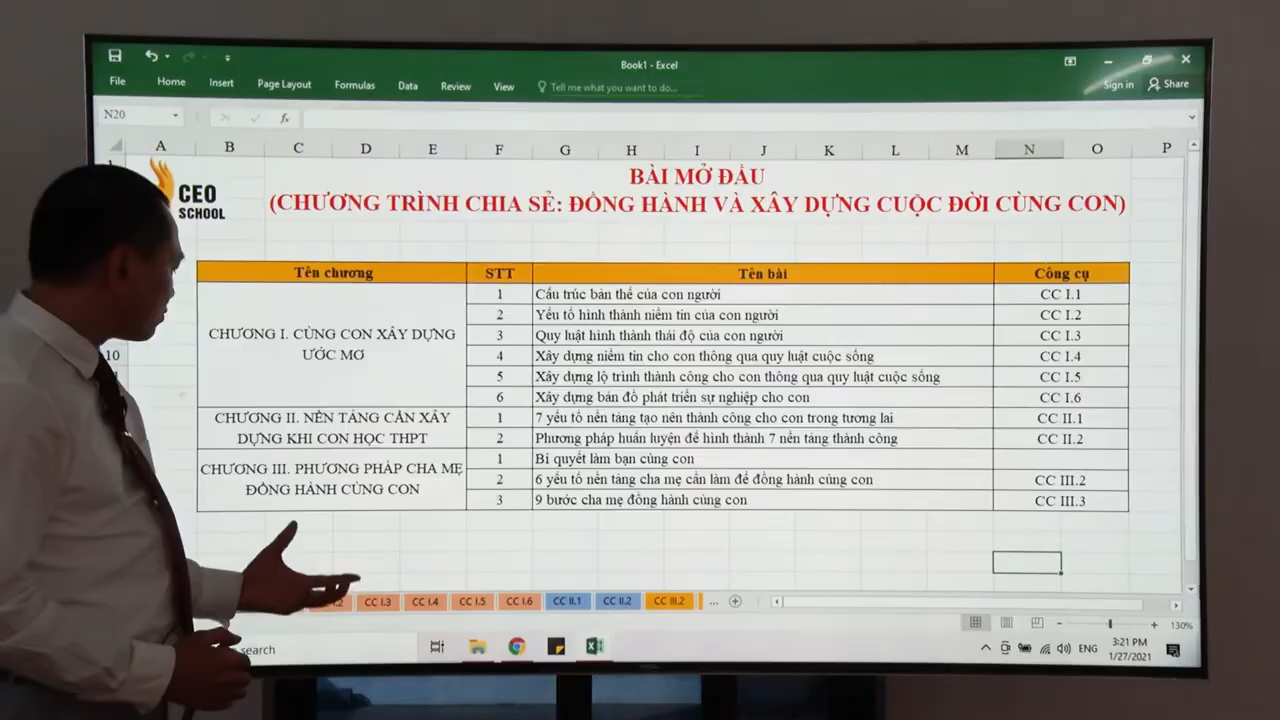 Book1 - Excel
File Home Insert Page Layout Formulas Data Review View Tell me what you want to do... Sign in Share
N20 fx
A B C D E F G H I J K L M N O P
1
CEO
SCHOOL
BÀI MỞ ĐẦU
(CHƯƠNG TRÌNH CHIA SẺ: ĐỒNG HÀNH VÀ XÂY DỰNG CUỘC ĐỜI CÙNG CON)
Tên chương STT Tên bài Công cụ
CHƯƠNG I. CÙNG CON XÂY DỰNG
ƯỚC MƠ
1 Cấu trúc bản thể của con người CC I.1
2 Yếu tố hình thành niềm tin của con người CC I.2
3 Quy luật hình thành thái độ của con người CC I.3
10
4 Xây dựng niềm tin cho con thông qua quy luật cuộc sống CC I.4
5 Xây dựng lộ trình thành công cho con thông qua quy luật cuộc sống CC I.5
6 Xây dựng bản đồ phát triển sự nghiệp cho con CC I.6
CHƯƠNG II. NỀN TẢNG CẦN XÂY
DỰNG KHI CON HỌC THPT
1 7 yếu tố nền tảng tạo nên thành công cho con trong tương lai CC II.1
2 Phương pháp huấn luyện để hình thành 7 nền tảng thành công CC II.2
CHƯƠNG III. PHƯƠNG PHÁP CHA MẸ
ĐỒNG HÀNH CÙNG CON
1 Bí quyết làm bạn cùng con
2 6 yếu tố nền tảng cha mẹ cần làm để đồng hành cùng con CC III.2
3 9 bước cha mẹ đồng hành cùng con CC III.3
CC I.3 CC I.4 CC I.5 CC I.6 CC II.1 CC II.2 CC III.2 ...
130%
search
ENG
3:21 PM
1/27/2021